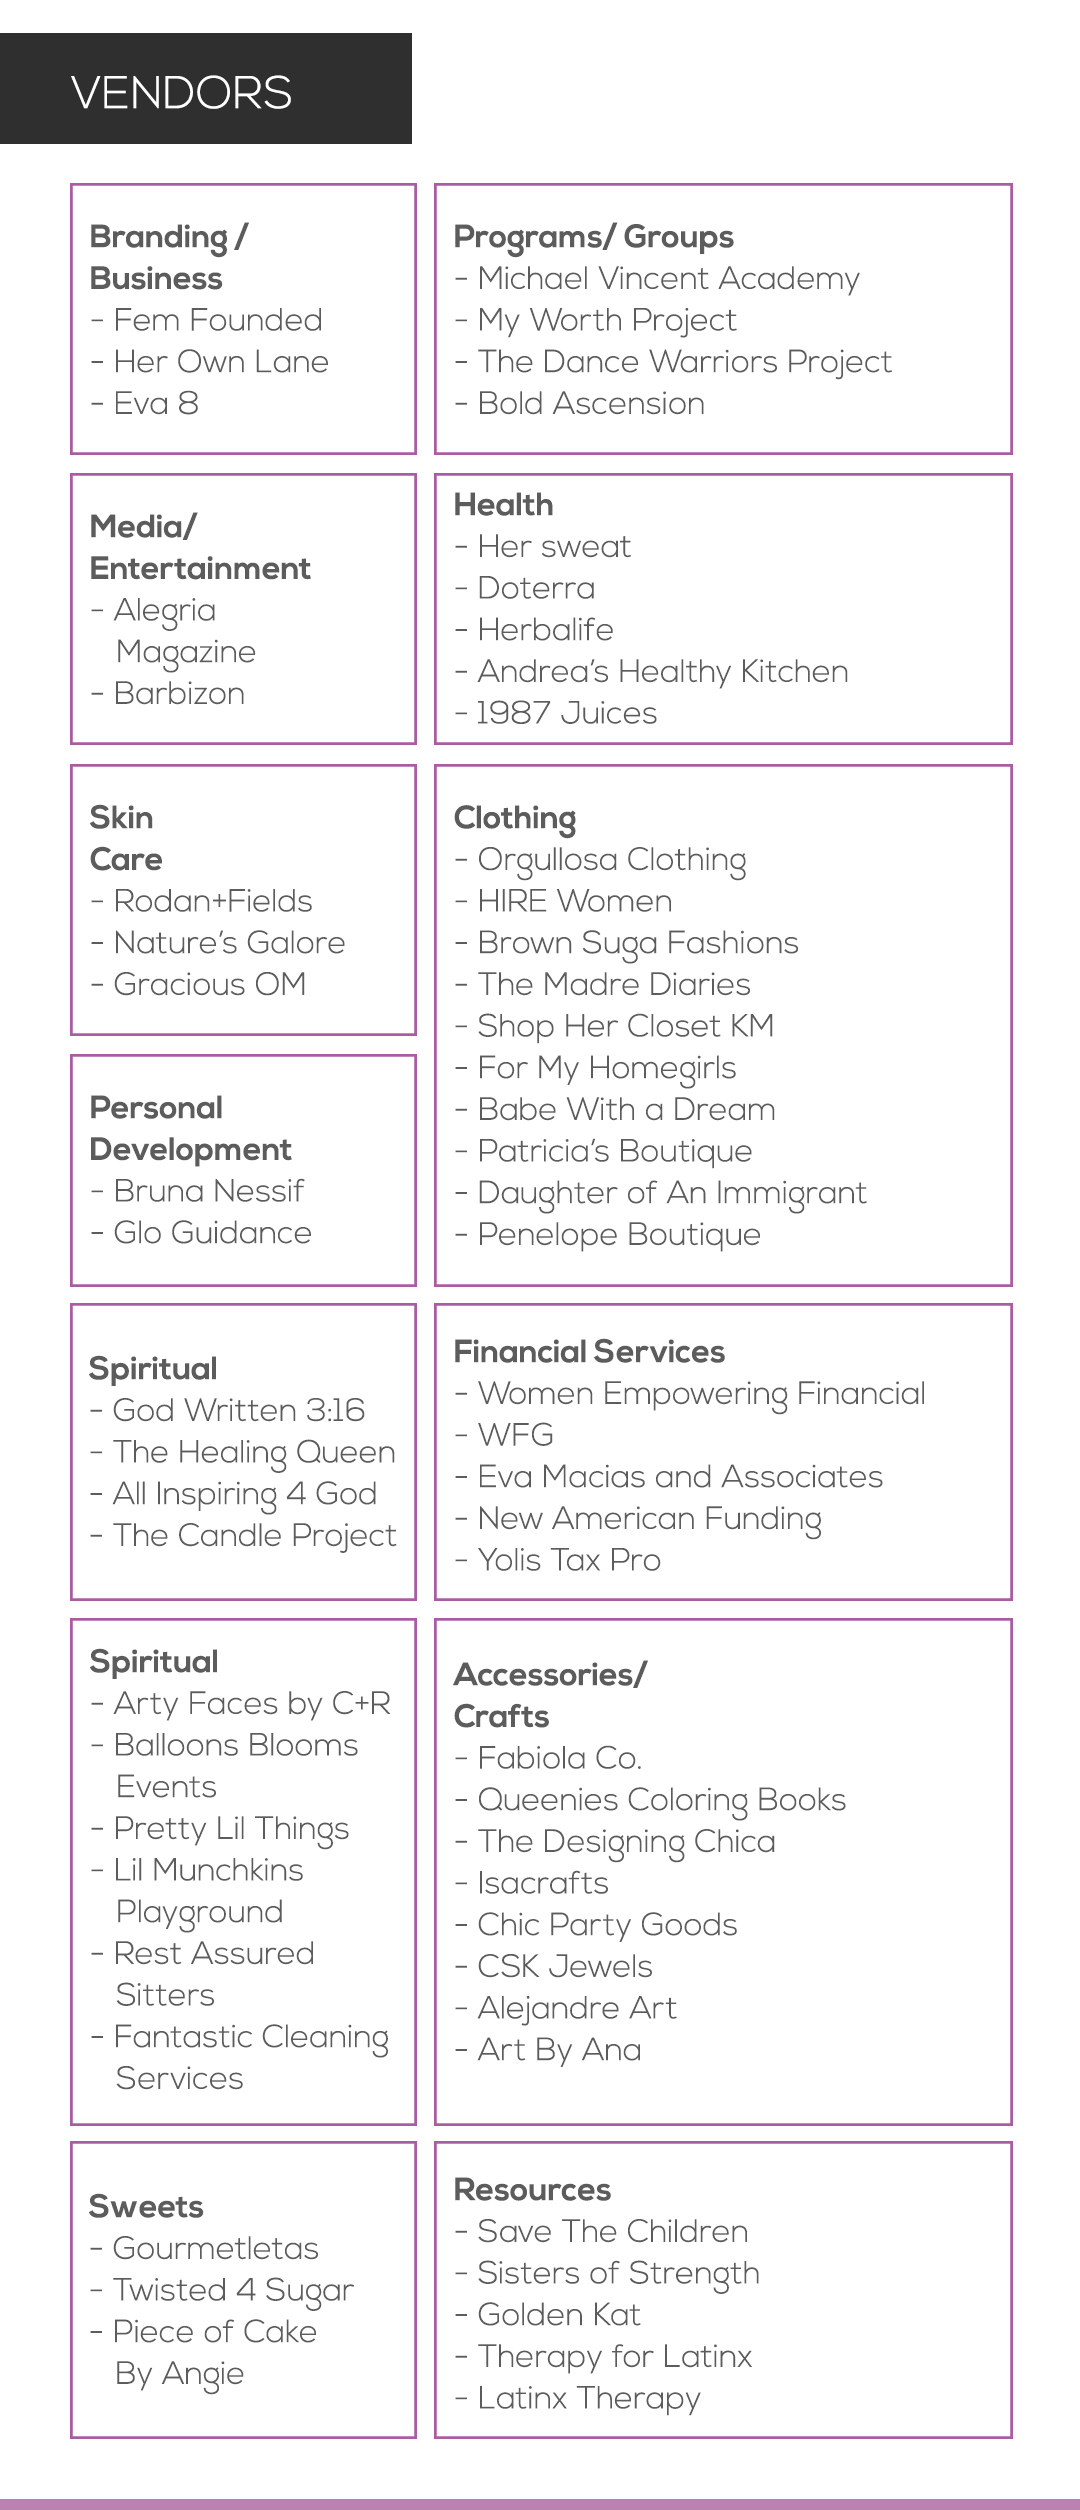 VENDORS
Branding /
Business
- Fem Founded
- Her Own Lane
- Eva 8
Programs/ Groups
- Michael Vincent Academy
- My Worth Project
- The Dance Warriors Project
- Bold Ascension
Media/
Entertainment
- Alegria
Magazine
- Barbizon
Health
- Her sweat
- Doterra
- Herbalife
- Andrea’s Healthy Kitchen
- 1987 Juices
Skin
Care
- Rodan+Fields
- Nature’s Galore
- Gracious OM
Clothing
- Orgullosa Clothing
- HIRE Women
- Brown Suga Fashions
- The Madre Diaries
- Shop Her Closet KM
- For My Homegirls
- Babe With a Dream
- Patricia’s Boutique
- Daughter of An Immigrant
- Penelope Boutique
Personal
Development
- Bruna Nessif
- Glo Guidance
Spiritual
- God Written 3:16
- The Healing Queen
- All Inspiring 4 God
- The Candle Project
Financial Services
- Women Empowering Financial
- WFG
- Eva Macias and Associates
- New American Funding
- Yolis Tax Pro
Spiritual
- Arty Faces by C+R
- Balloons Blooms
Events
- Pretty Lil Things
- Lil Munchkins
Playground
- Rest Assured
Sitters
- Fantastic Cleaning
Services
Accessories/
Crafts
- Fabiola Co.
- Queenies Coloring Books
- The Designing Chica
- Isacrafts
- Chic Party Goods
- CSK Jewels
- Alejandre Art
- Art By Ana
Sweets
- Gourmetletas
- Twisted 4 Sugar
- Piece of Cake
By Angie
Resources
- Save The Children
- Sisters of Strength
- Golden Kat
- Therapy for Latinx
- Latinx Therapy